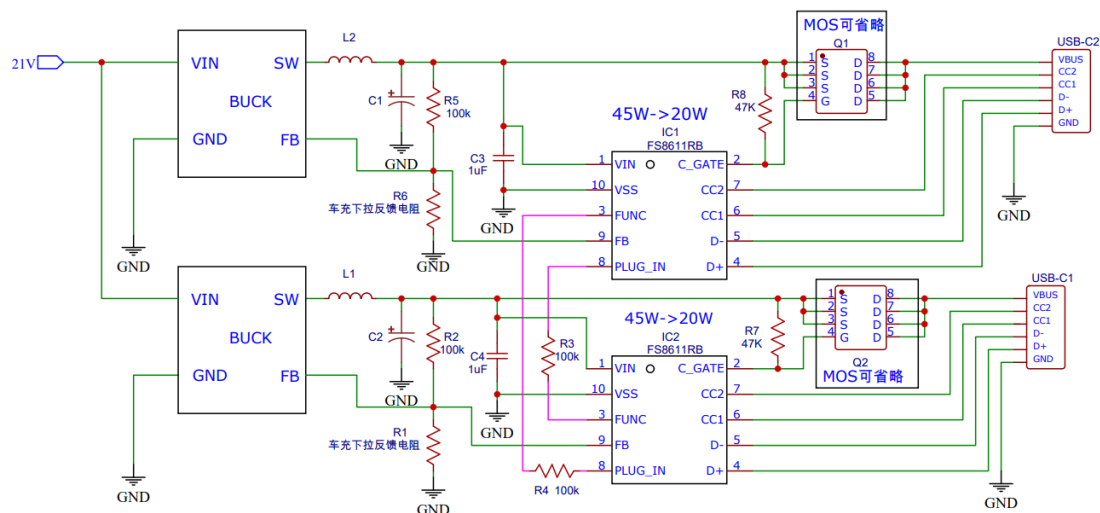 21V
VIN
SW
BUCK
GND
FB
GND
L2
C1
GND
R5
100k
R6
车充下拉反馈电阻
GND
C3
1uF
GND
45W->20W
IC1
FS8611RB
1 VIN
10 VSS
3 FUNC
9 FB
8 PLUG_IN
C_GATE 2
CC2 7
CC1 6
D- 5
D+ 4
R8
47K
MOS可省略
Q1
1 S D 8
2 S D 7
3 S D 6
4 G D 5
USB-C2
VBUS
CC2
CC1
D-
D+
GND
GND
VIN
SW
BUCK
GND
FB
GND
L1
C2
GND
R2
100k
R1
车充下拉反馈电阻
GND
C4
1uF
GND
R3
100k
R4 100k
45W->20W
IC2
FS8611RB
1 VIN
10 VSS
3 FUNC
9 FB
8 PLUG_IN
C_GATE 2
CC2 7
CC1 6
D- 5
D+ 4
R7
47K
1 S D 8
2 S D 7
3 S D 6
4 G D 5
Q2
MOS可省略
USB-C1
VBUS
CC2
CC1
D-
D+
GND
GND